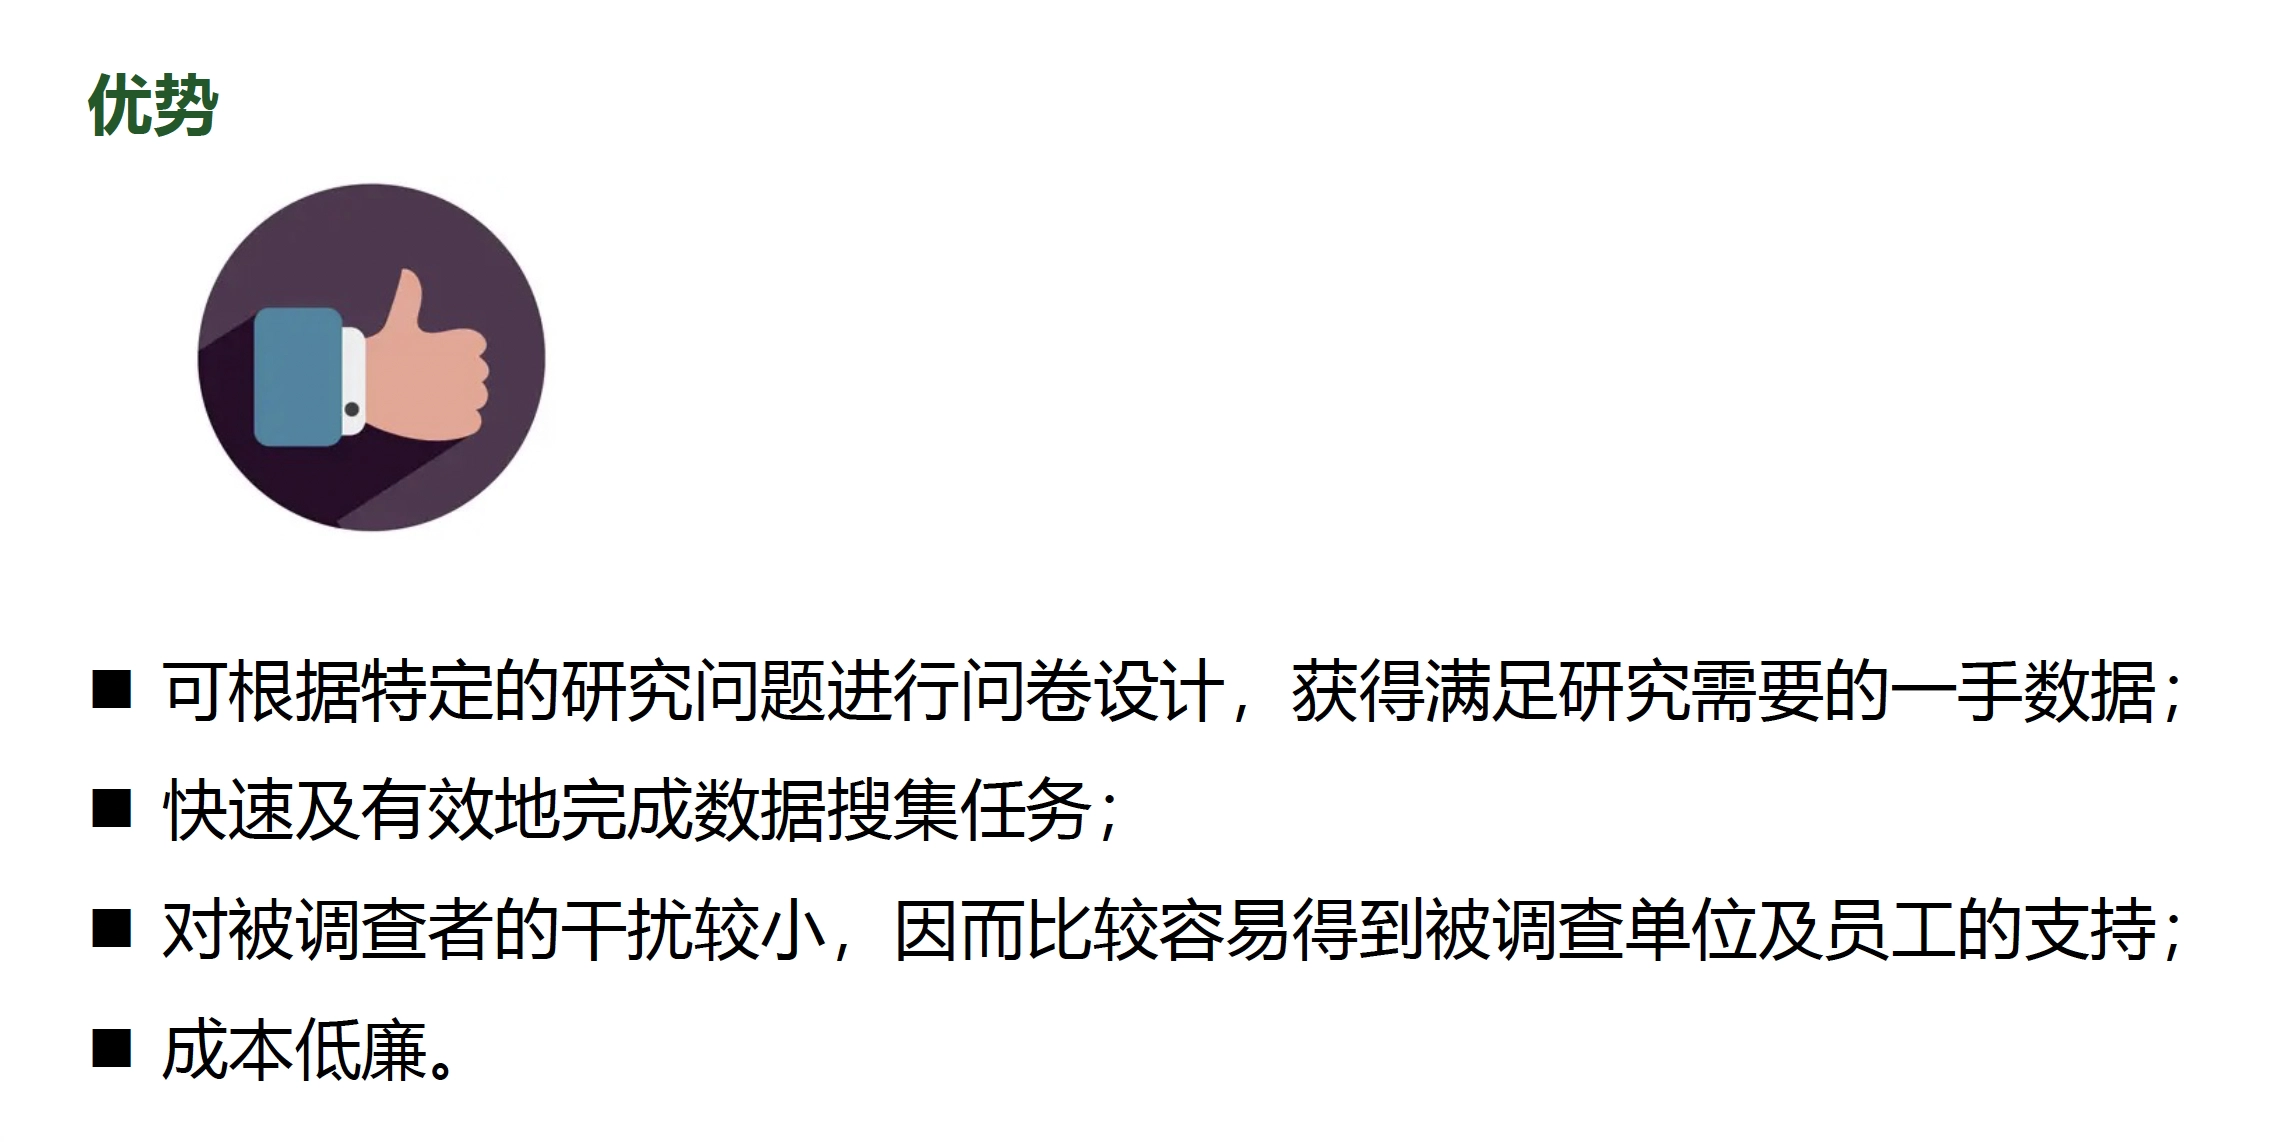 优势
■ 可根据特定的研究问题进行问卷设计，获得满足研究需要的一手数据；
■ 快速及有效地完成数据搜集任务；
■ 对被调查者的干扰较小，因而比较容易得到被调查单位及员工的支持；
■ 成本低廉。